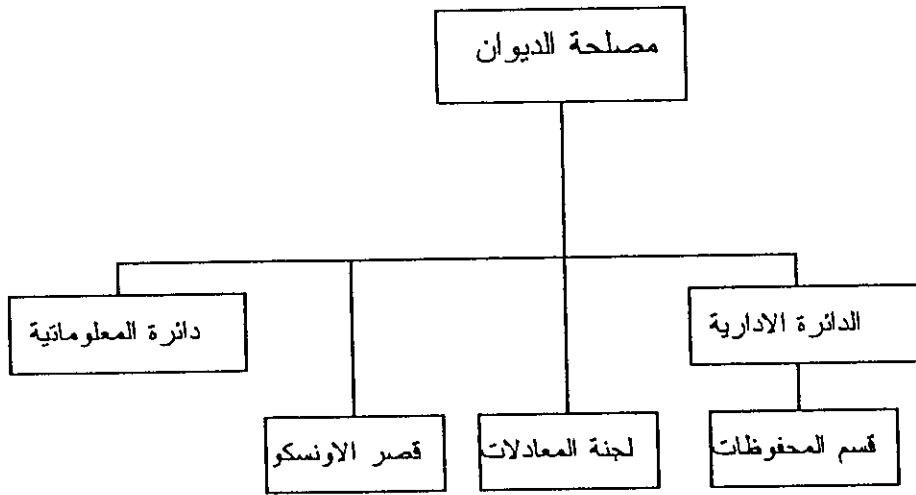 مصلحة الديوان
الدائرة الادارية
دائرة المعلوماتية
قسم المحفوظات
لجنة المعادلات
قصر الاونسكو